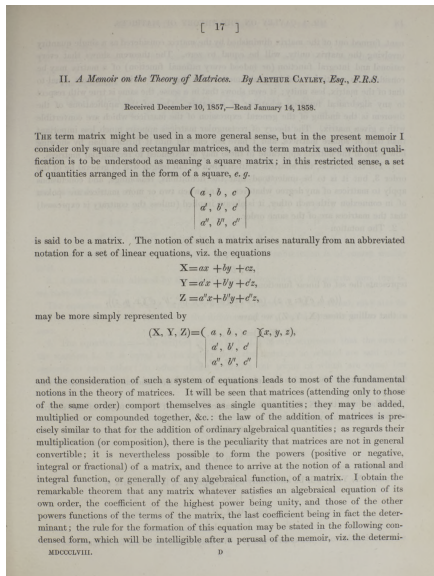 [ 17 ]
II. A Memoir on the Theory of Matrices. By ARTHUR CAYLEY, Esq., F.R.S.
Received December 10, 1857,—Read January 14, 1858.
THE term matrix might be used in a more general sense, but in the present memoir I
consider only square and rectangular matrices, and the term matrix used without quali-
fication is to be understood as meaning a square matrix; in this restricted sense, a set
of quantities arranged in the form of a square, e. g.
( a , b , c )
| a′, b′, c′ |
| a″, b″, c″ |
is said to be a matrix. The notion of such a matrix arises naturally from an abbreviated
notation for a set of linear equations, viz. the equations
X=ax +by +cz,
Y=a′x+b′y+c′z,
Z =a″x+b″y+c″z,
may be more simply represented by
(X, Y, Z)=( a , b , c )(x, y, z),
| a′, b′, c′ |
| a″, b″, c″ |
and the consideration of such a system of equations leads to most of the fundamental
notions in the theory of matrices. It will be seen that matrices (attending only to those
of the same order) comport themselves as single quantities; they may be added,
multiplied or compounded together, &c.: the law of the addition of matrices is pre-
cisely similar to that for the addition of ordinary algebraical quantities; as regards their
multiplication (or composition), there is the peculiarity that matrices are not in general
convertible; it is nevertheless possible to form the powers (positive or negative,
integral or fractional) of a matrix, and thence to arrive at the notion of a rational and
integral function, or generally of any algebraical function, of a matrix. I obtain the
remarkable theorem that any matrix whatever satisfies an algebraical equation of its
own order, the coefficient of the highest power being unity, and those of the other
powers functions of the terms of the matrix, the last coefficient being in fact the deter-
minant; the rule for the formation of this equation may be stated in the following con-
densed form, which will be intelligible after a perusal of the memoir, viz. the determi-
MDCCCLVIII. D